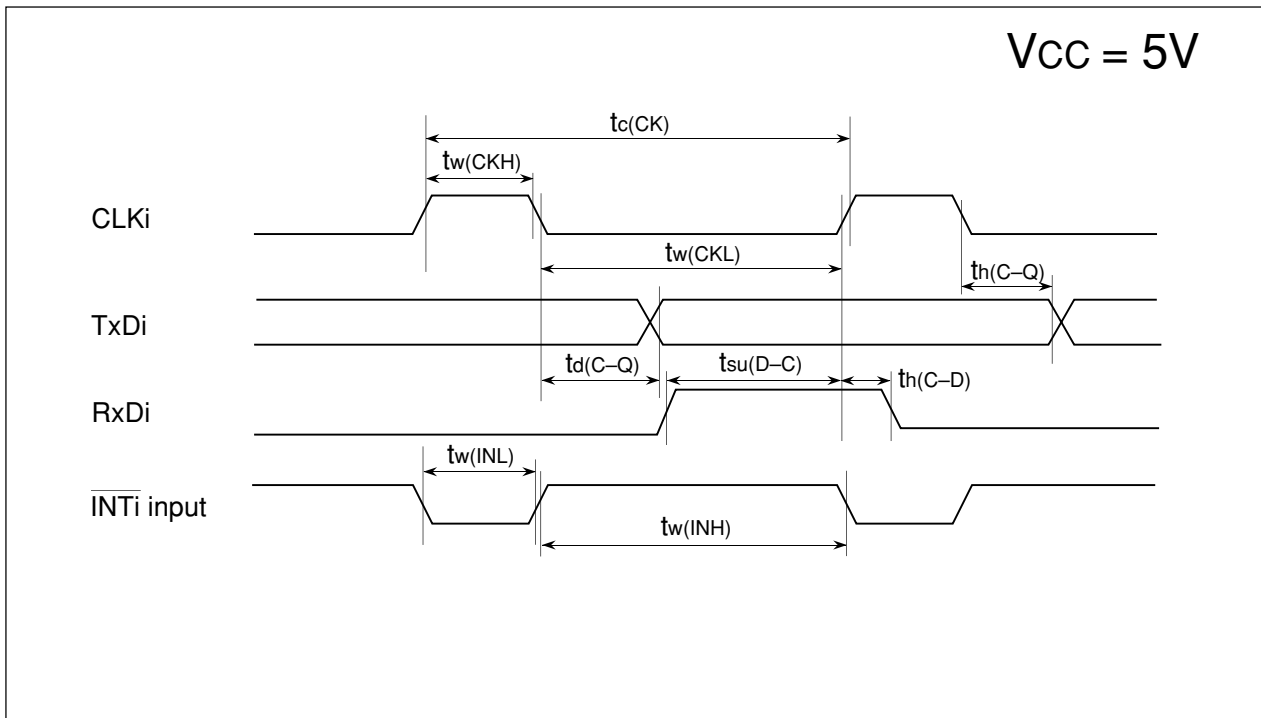 VCC = 5V
tc(CK)
tw(CKH)
CLKi
tw(CKL)
th(C–Q)
TxDi
td(C–Q)
tsu(D–C)
th(C–D)
RxDi
tw(INL)
INTi input
tw(INH)